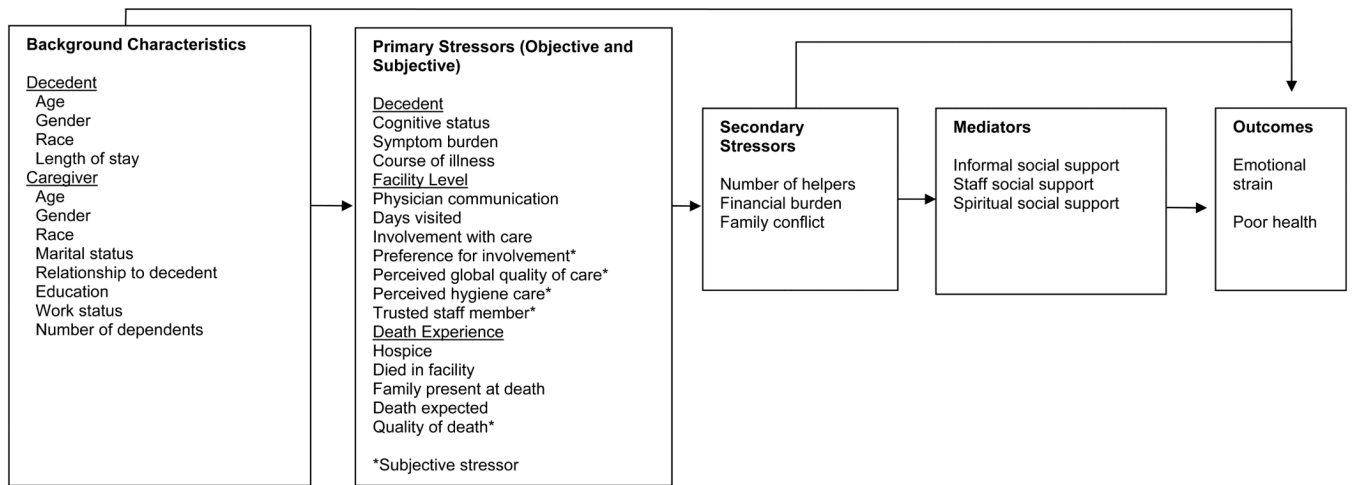 Background Characteristics
Decedent
Age
Gender
Race
Length of stay
Caregiver
Age
Gender
Race
Marital status
Relationship to decedent
Education
Work status
Number of dependents
Primary Stressors (Objective and
Subjective)
Decedent
Cognitive status
Symptom burden
Course of illness
Facility Level
Physician communication
Days visited
Involvement with care
Preference for involvement*
Perceived global quality of care*
Perceived hygiene care*
Trusted staff member*
Death Experience
Hospice
Died in facility
Family present at death
Death expected
Quality of death*
*Subjective stressor
Secondary
Stressors
Number of helpers
Financial burden
Family conflict
Mediators
Informal social support
Staff social support
Spiritual social support
Outcomes
Emotional
strain
Poor health